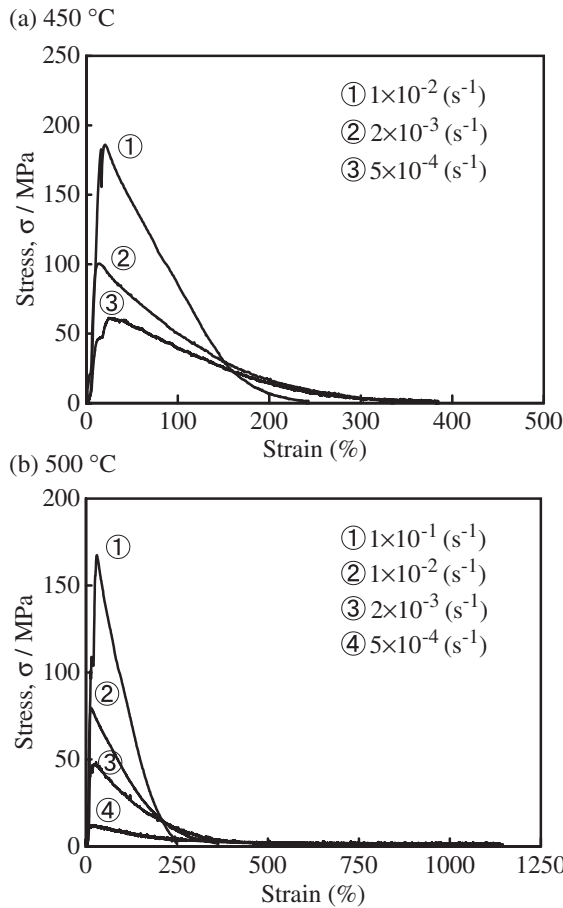 (a) 450 °C
250
200
150
100
50
0
Stress, σ / MPa
① 1×10⁻² (s⁻¹)
② 2×10⁻³ (s⁻¹)
③ 5×10⁻⁴ (s⁻¹)
①
②
③
0 100 200 300 400 500
Strain (%)
(b) 500 °C
200
150
100
50
0
Stress, σ / MPa
① 1×10⁻¹ (s⁻¹)
② 1×10⁻² (s⁻¹)
③ 2×10⁻³ (s⁻¹)
④ 5×10⁻⁴ (s⁻¹)
①
②
③
④
0 250 500 750 1000 1250
Strain (%)